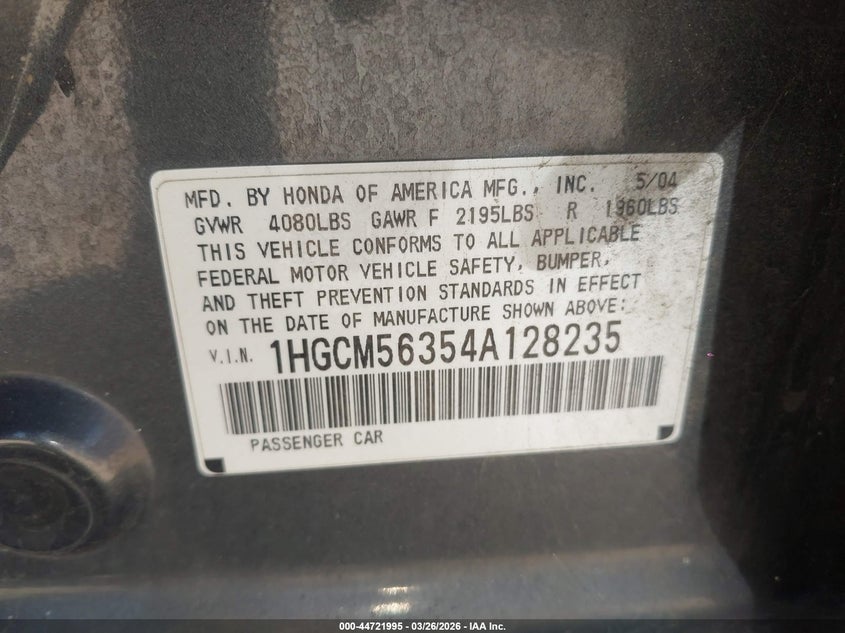 MFD. BY HONDA OF AMERICA MFG., INC. 5/04
GVWR 4080LBS GAWR F 2195LBS R 1960LBS
THIS VEHICLE CONFORMS TO ALL APPLICABLE
FEDERAL MOTOR VEHICLE SAFETY, BUMPER,
AND THEFT PREVENTION STANDARDS IN EFFECT
ON THE DATE OF MANUFACTURE SHOWN ABOVE:
V.I.N. 1HGCM56354A128235
PASSENGER CAR
000-44721995 - 03/26/2026 - IAA Inc.